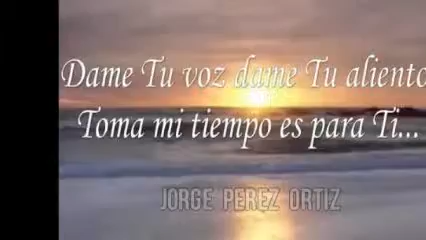 Dame Tu voz dame Tu aliento
Toma mi tiempo es para Ti...
JORGE PEREZ ORTIZ